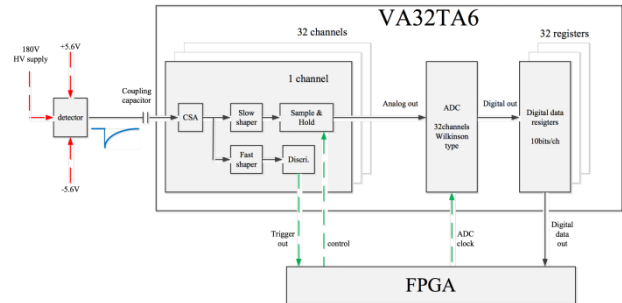 VA32TA6
180V
HV supply
+5.6V
32 channels
32 registers
1 channel
Coupling
capacitor
detector
CSA
Slow
shaper
Sample &
Hold
Analog out
ADC
32channels
Wilkinson
type
Digital out
Digital data
resigters
10bits/ch
Fast
shaper
Discri.
-5.6V
Trigger
out
control
ADC
clock
Digital
data
out
FPGA